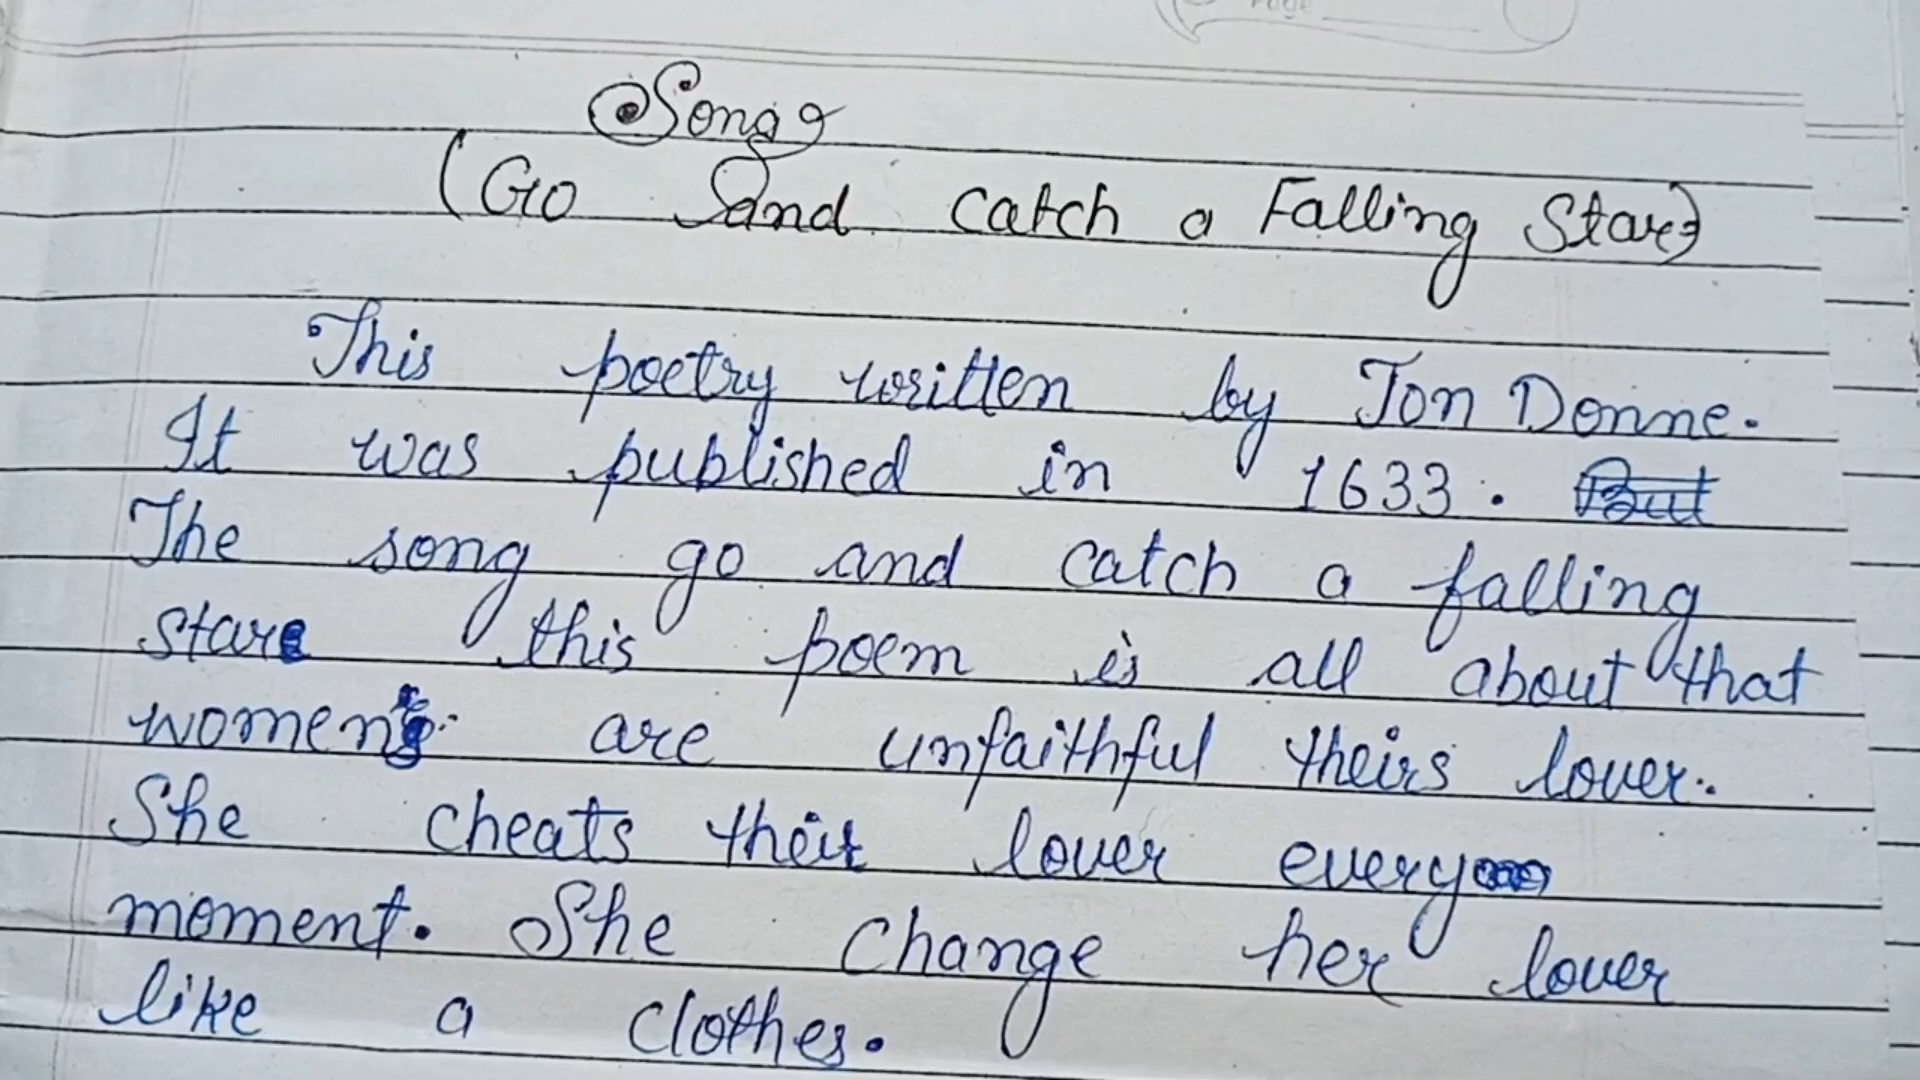 Song
(Go and catch a Falling Star)
This poetry written by Jon Donne.
It was published in 1633. But
The song go and catch a falling
star this poem is all about that
women are unfaithful theirs lover.
She cheats their lover every
moment. She change her lover
like a clothes.